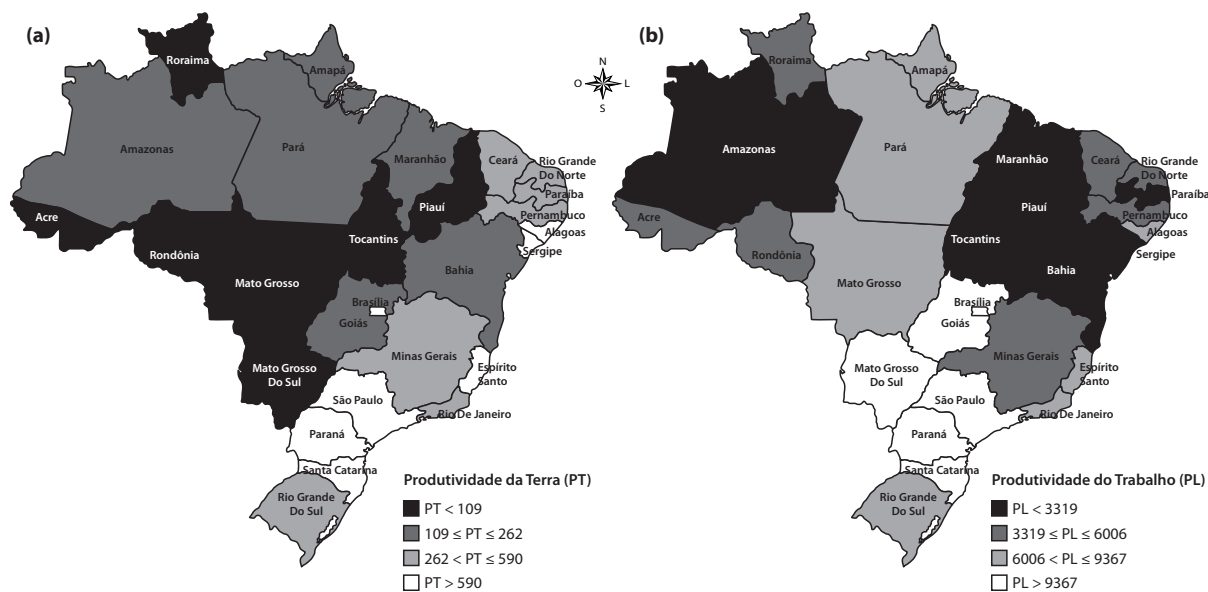 (a)
Roraima
Amapá
Amazonas
Pará
Maranhão
Ceará
Rio Grande
Do Norte
Paraíba
Piauí
Pernambuco
Acre
Alagoas
Tocantins
Sergipe
Rondônia
Bahia
Mato Grosso
Brasília
Goiás
Minas Gerais
Espírito
Santo
Mato Grosso
Do Sul
São Paulo
Rio De Janeiro
Paraná
Santa Catarina
Rio Grande
Do Sul
Produtividade da Terra (PT)
PT < 109
109 ≤ PT ≤ 262
262 < PT ≤ 590
PT > 590
N
O
L
S
(b)
Roraima
Amapá
Amazonas
Pará
Maranhão
Ceará
Rio Grande
Do Norte
Paraíba
Piauí
Pernambuco
Acre
Alagoas
Tocantins
Sergipe
Rondônia
Bahia
Mato Grosso
Brasília
Goiás
Minas Gerais
Espírito
Santo
Mato Grosso
Do Sul
São Paulo
Rio De Janeiro
Paraná
Santa Catarina
Rio Grande
Do Sul
Produtividade do Trabalho (PL)
PL < 3319
3319 ≤ PL ≤ 6006
6006 < PL ≤ 9367
PL > 9367